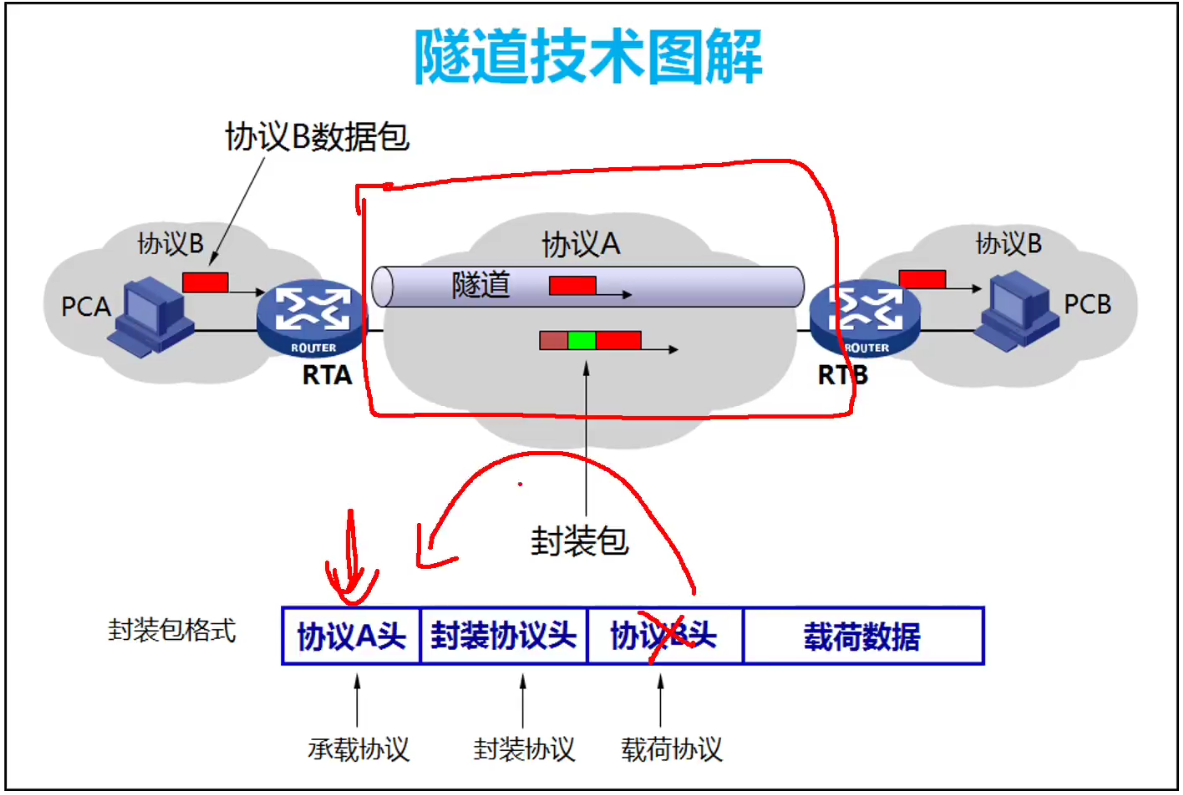 隧道技术图解
协议B数据包
协议B
协议A
协议B
隧道
PCA
PCB
ROUTER
ROUTER
RTA
RTB
封装包
封装包格式
协议A头 封装协议头 协议B头 载荷数据
承载协议 封装协议 载荷协议